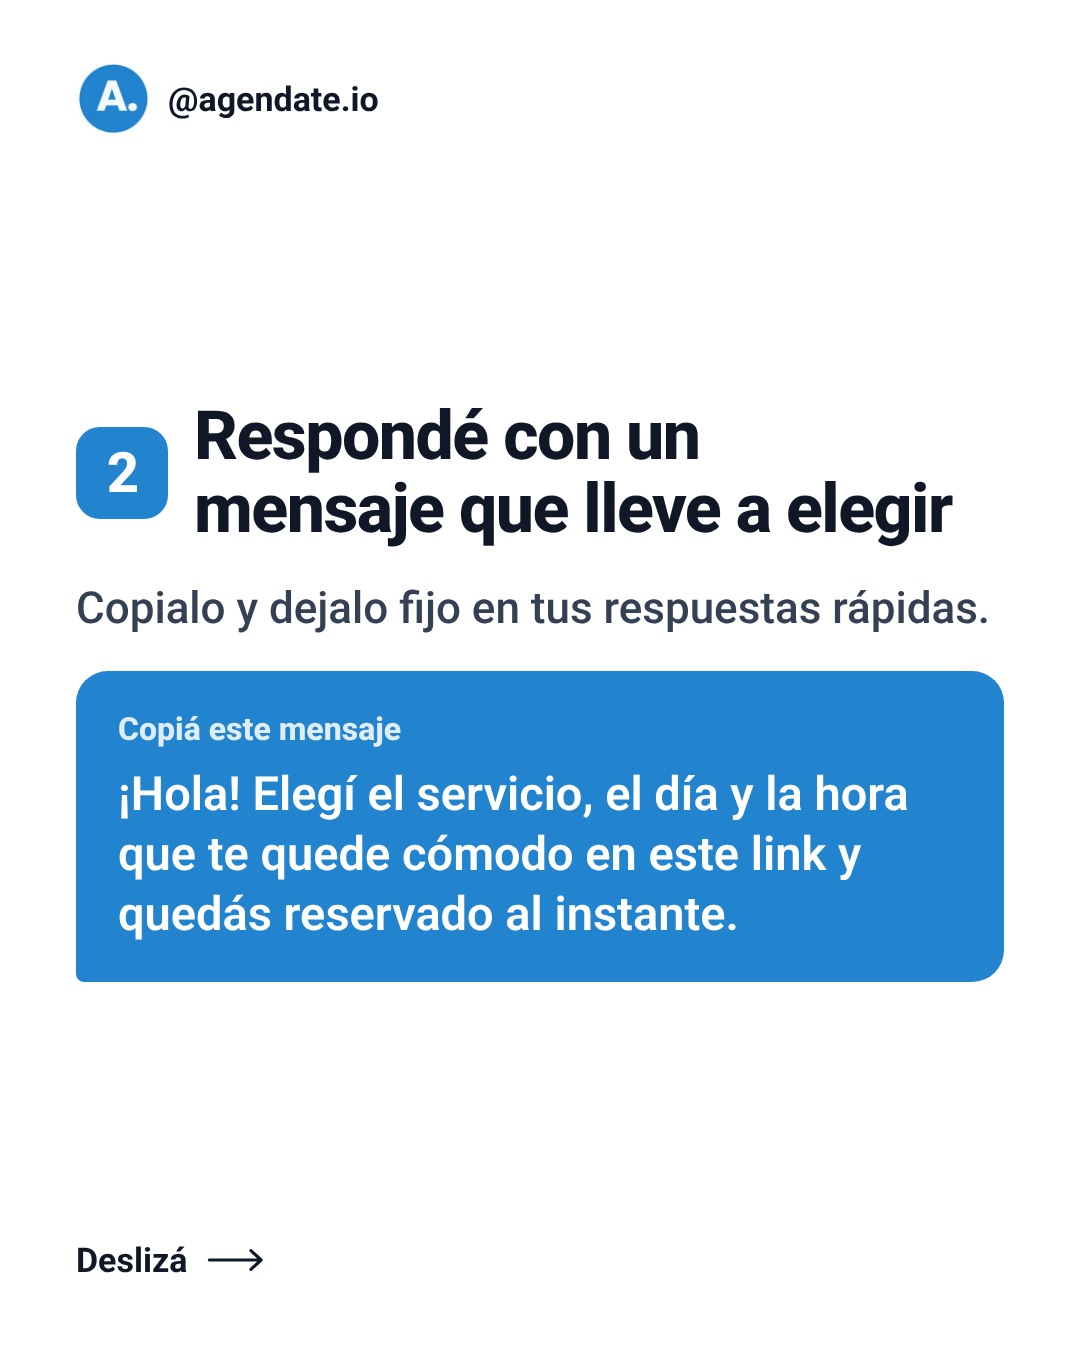 A.
@agendate.io
2
Respondé con un
mensaje que lleve a elegir
Copialo y dejalo fijo en tus respuestas rápidas.
Copiá este mensaje
¡Hola! Elegí el servicio, el día y la hora
que te quede cómodo en este link y
quedás reservado al instante.
Deslizá